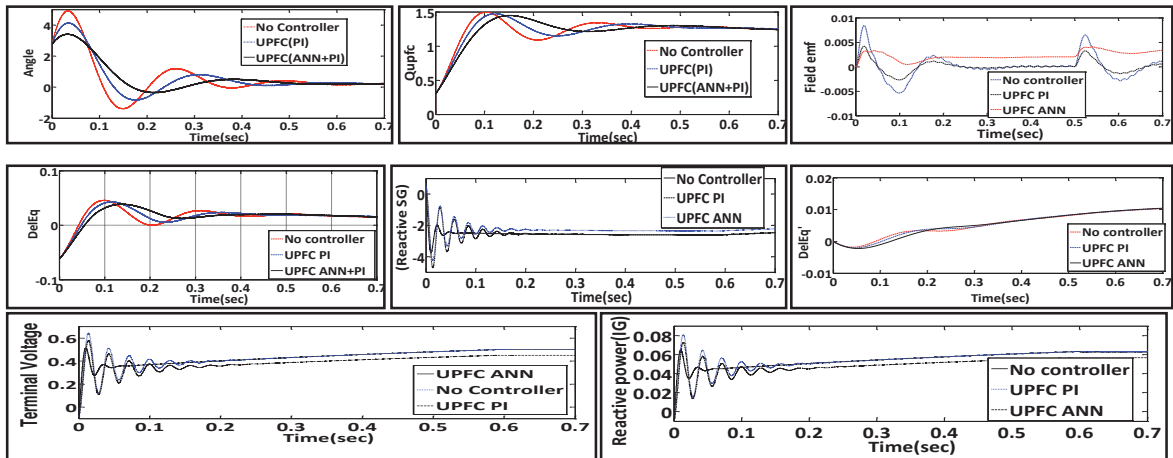 Angle
4
2
0
-2
0
0.1
0.2
0.3
0.4
0.5
0.6
0.7
Time(sec)
No Controller
UPFC(PI)
UPFC(ANN+PI)
Qupfc
1.5
1
0.5
0
0
0.1
0.2
0.3
0.4
0.5
0.6
0.7
Time(sec)
No Controller
UPFC(PI)
UPFC(ANN+PI)
Field emf
0.01
0.005
0
-0.005
-0.01
0
0.1
0.2
0.3
0.4
0.5
0.6
0.7
Time(sec)
No controller
UPFC PI
UPFC ANN
DelEq
0.1
0
-0.1
0
0.1
0.2
0.3
0.4
0.5
0.6
0.7
Time(sec)
No controller
UPFC PI
UPFC ANN+PI
(Reactive SG)
0
-2
-4
0
0.1
0.2
0.3
0.4
0.5
0.6
0.7
Time(sec)
No Controller
UPFC PI
UPFC ANN
DelEq'
0.02
0.01
0
-0.01
0
0.1
0.2
0.3
0.4
0.5
0.6
0.7
Time(sec)
No controller
UPFC PI
UPFC ANN
Terminal Voltage
0.6
0.4
0.2
0
0
0.1
0.2
0.3
0.4
0.5
0.6
0.7
Time(sec)
UPFC ANN
No Controller
UPFC PI
Reactive power(IG)
0.08
0.06
0.04
0.02
0
0
0.1
0.2
0.3
0.4
0.5
0.6
0.7
Time(sec)
No controller
UPFC PI
UPFC ANN